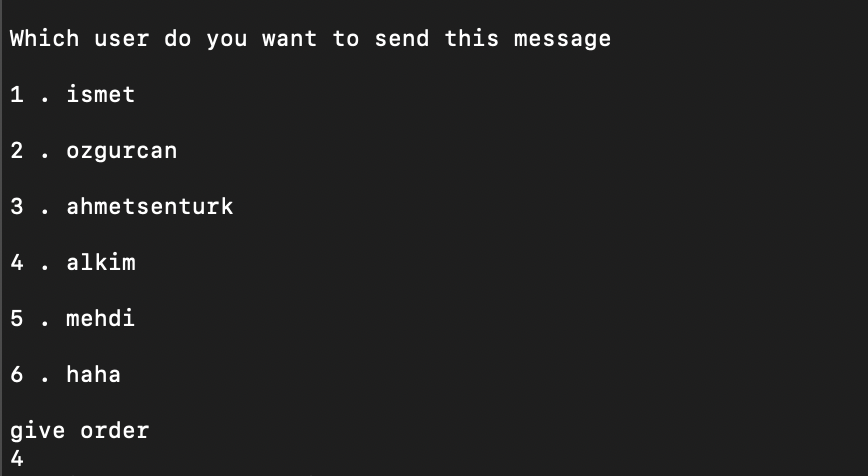 Which user do you want to send this message
1 . ismet
2 . ozgurcan
3 . ahmetsenturk
4 . alkim
5 . mehdi
6 . haha
give order
4